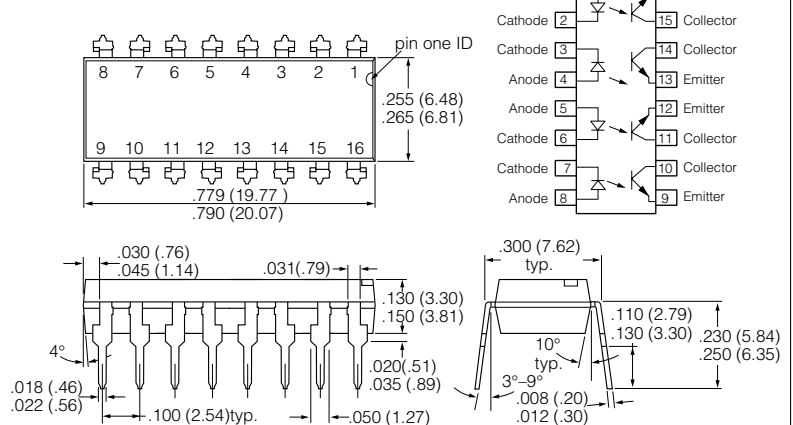 pin one ID
8 7 6 5 4 3 2 1
.255 (6.48)
.265 (6.81)
9 10 11 12 13 14 15 16
.779 (19.77 )
.790 (20.07)
Cathode 2
15 Collector
Cathode 3
14 Collector
Anode 4
13 Emitter
Anode 5
12 Emitter
Cathode 6
11 Collector
Cathode 7
10 Collector
Anode 8
9 Emitter
.030 (.76)
.045 (1.14)
.031(.79)
.130 (3.30)
.150 (3.81)
4°
.020(.51)
.035 (.89)
.018 (.46)
.022 (.56)
.100 (2.54)typ.
.050 (1.27)
.300 (7.62)
typ.
.110 (2.79)
.130 (3.30)
.230 (5.84)
.250 (6.35)
10°
typ.
3°–9°
.008 (.20)
.012 (.30)